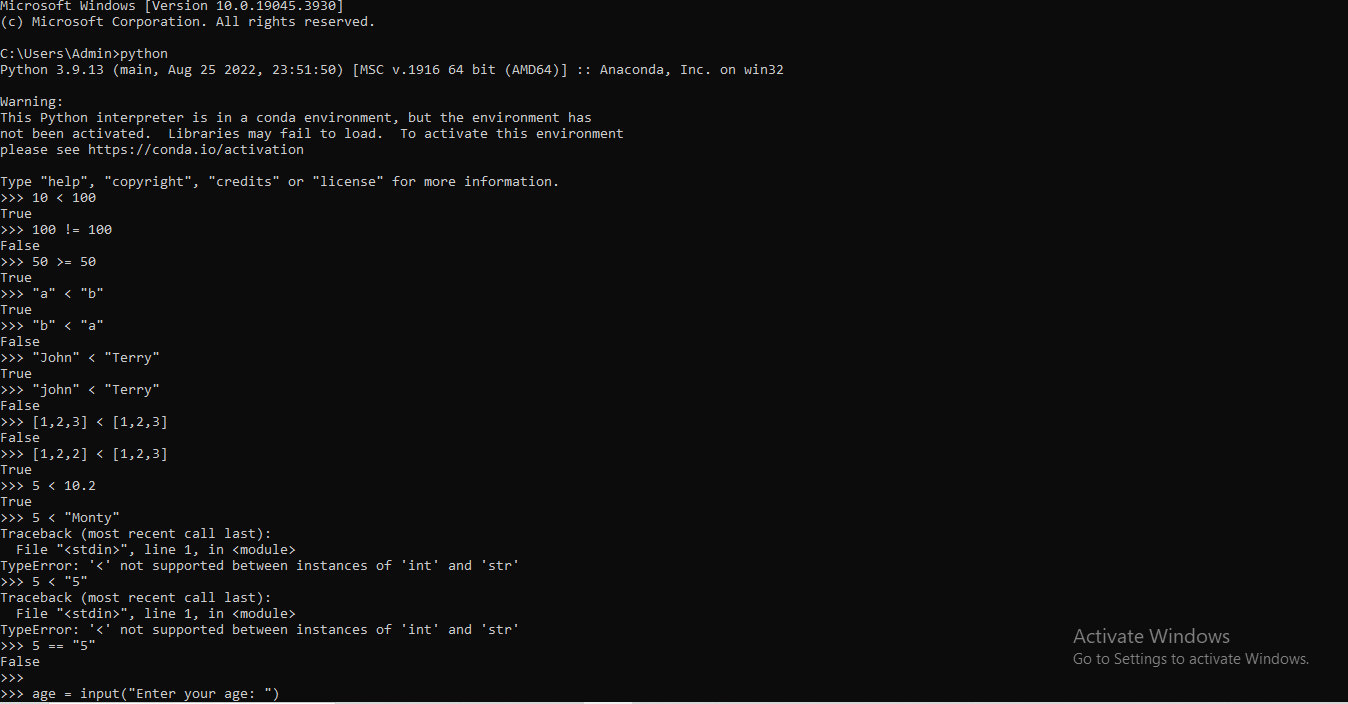 Microsoft Windows [Version 10.0.19045.3930]
(c) Microsoft Corporation. All rights reserved.
C:\Users\Admin>python
Python 3.9.13 (main, Aug 25 2022, 23:51:50) [MSC v.1916 64 bit (AMD64)] :: Anaconda, Inc. on win32
Warning:
This Python interpreter is in a conda environment, but the environment has
not been activated.  Libraries may fail to load.  To activate this environment
please see https://conda.io/activation
Type "help", "copyright", "credits" or "license" for more information.
>>> 10 < 100
True
>>> 100 != 100
False
>>> 50 >= 50
True
>>> "a" < "b"
True
>>> "b" < "a"
False
>>> "John" < "Terry"
True
>>> "john" < "Terry"
False
>>> [1,2,3] < [1,2,3]
False
>>> [1,2,2] < [1,2,3]
True
>>> 5 < 10.2
True
>>> 5 < "Monty"
Traceback (most recent call last):
  File "<stdin>", line 1, in <module>
TypeError: '<' not supported between instances of 'int' and 'str'
>>> 5 < "5"
Traceback (most recent call last):
  File "<stdin>", line 1, in <module>
TypeError: '<' not supported between instances of 'int' and 'str'
>>> 5 == "5"
False
>>>
>>> age = input("Enter your age: ")
Activate Windows
Go to Settings to activate Windows.